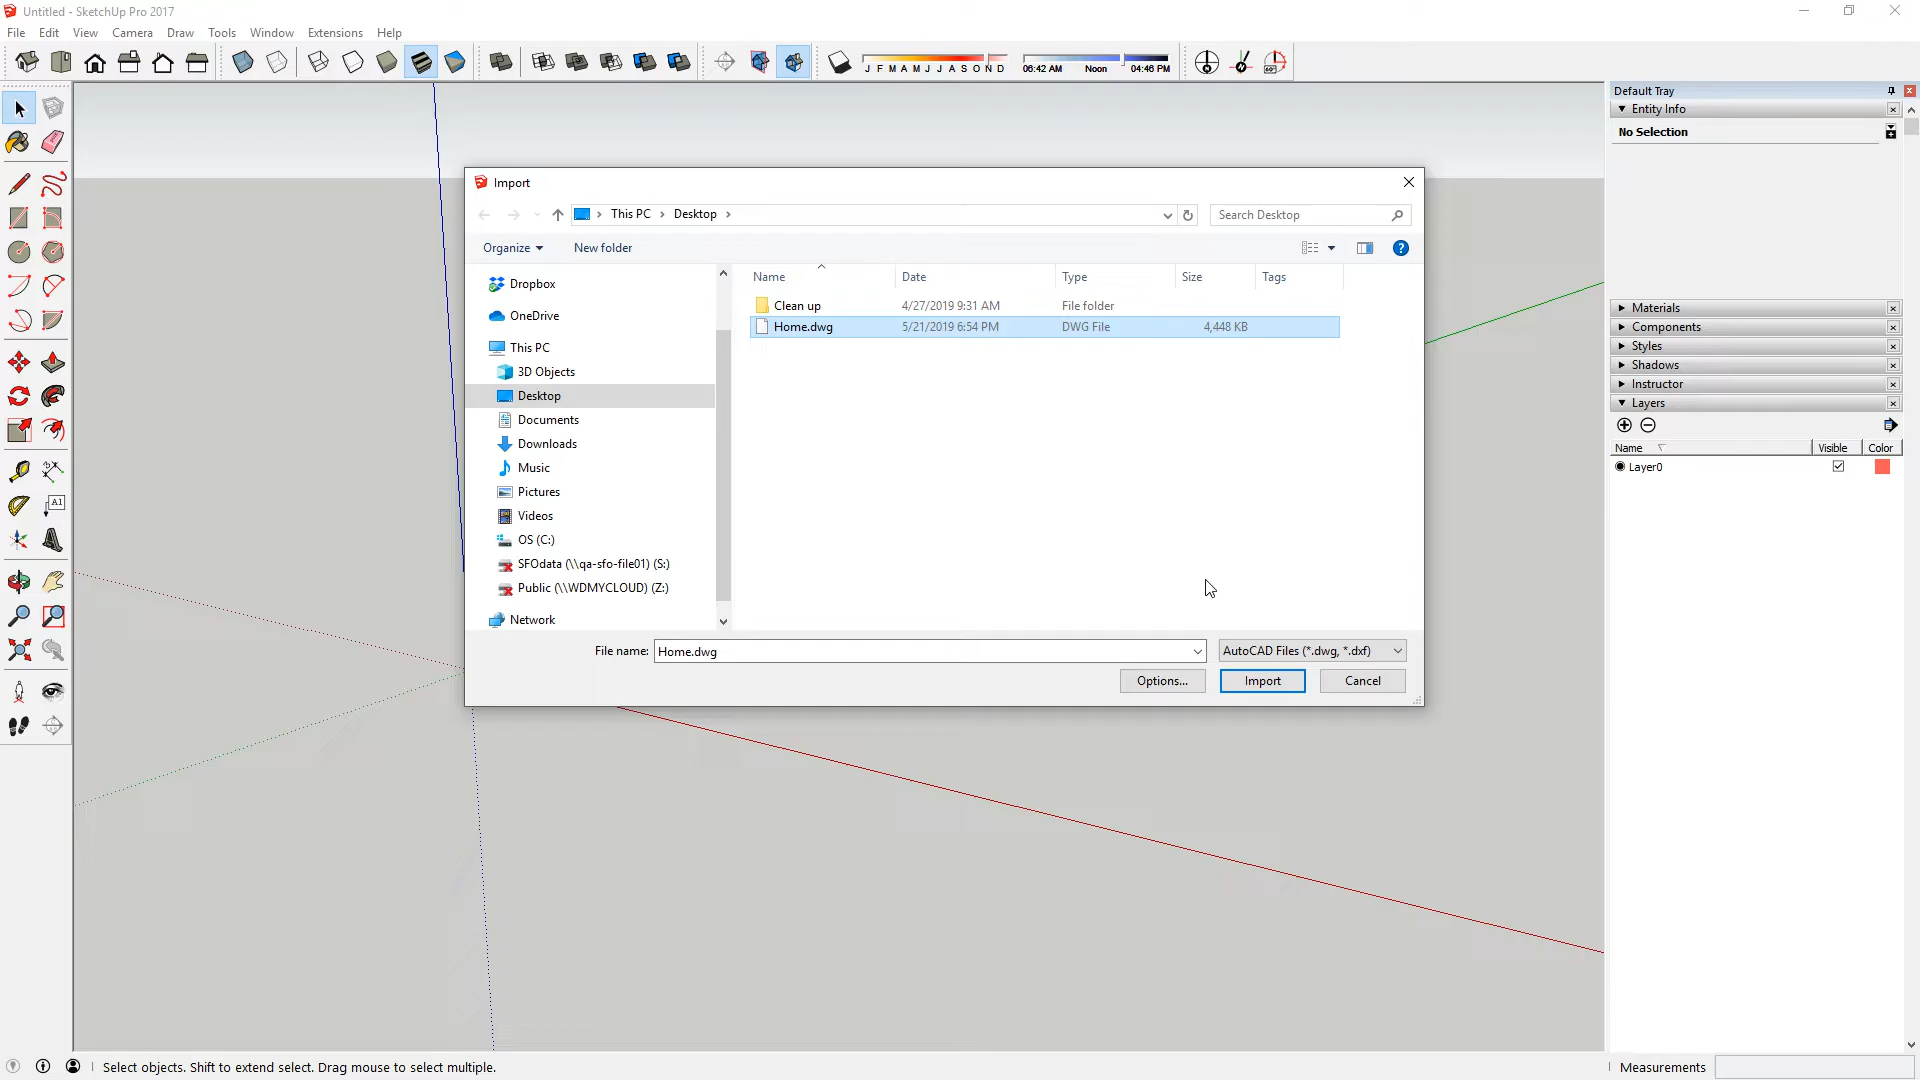 Untitled - SketchUp Pro 2017
File Edit View Camera Draw Tools Window Extensions Help
J F M A M J J A S O N D 06:42 AM Noon 04:46 PM
Default Tray
Entity Info
No Selection
Materials
Components
Styles
Shadows
Instructor
Layers
Name Visible Color
Layer0
Import
This PC Desktop Search Desktop
Organize New folder
Dropbox
OneDrive
This PC
3D Objects
Desktop
Documents
Downloads
Music
Pictures
Videos
OS (C:)
SFOdata (\\qa-sfo-file01) (S:)
Public (\\WDMYCLOUD) (Z:)
Network
Name Date Type Size Tags
Clean up 4/27/2019 9:31 AM File folder
Home.dwg 5/21/2019 6:54 PM DWG File 4,448 KB
File name: Home.dwg AutoCAD Files (*.dwg, *.dxf)
Options... Import Cancel
Select objects. Shift to extend select. Drag mouse to select multiple.
Measurements